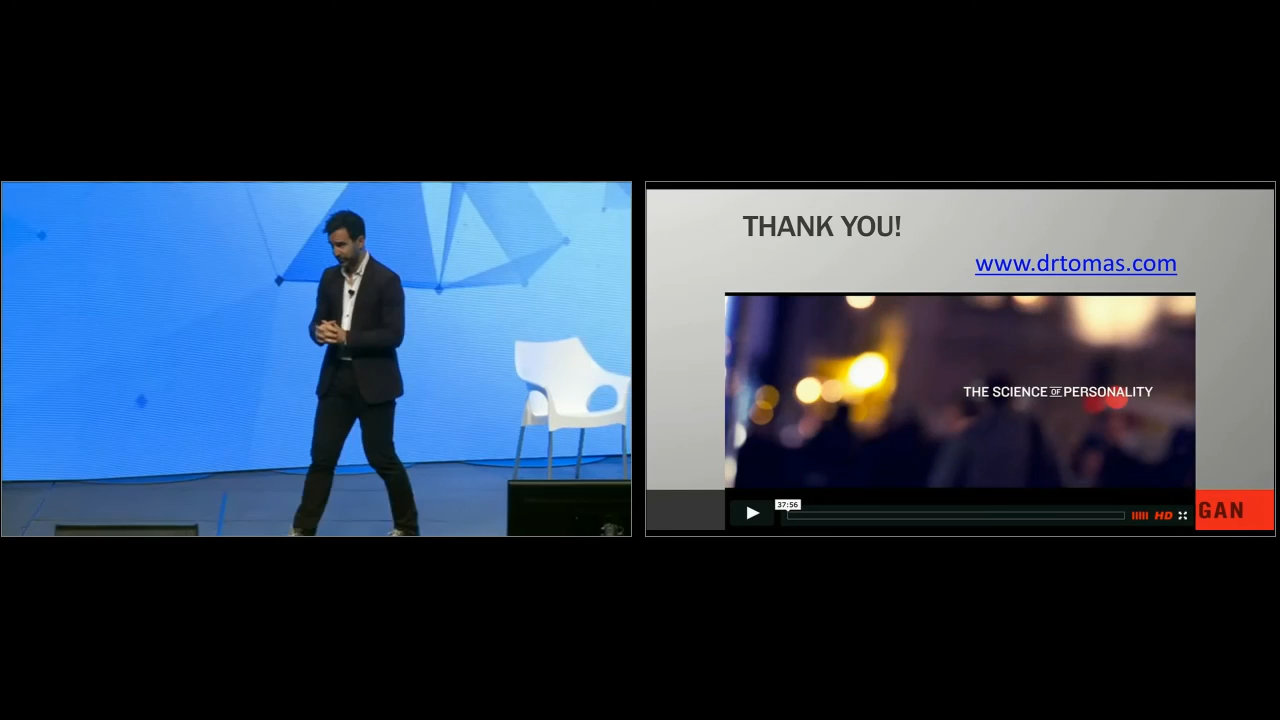 THANK YOU!
www.drtomas.com
THE SCIENCE OF PERSONALITY
37:56
HD
GAN